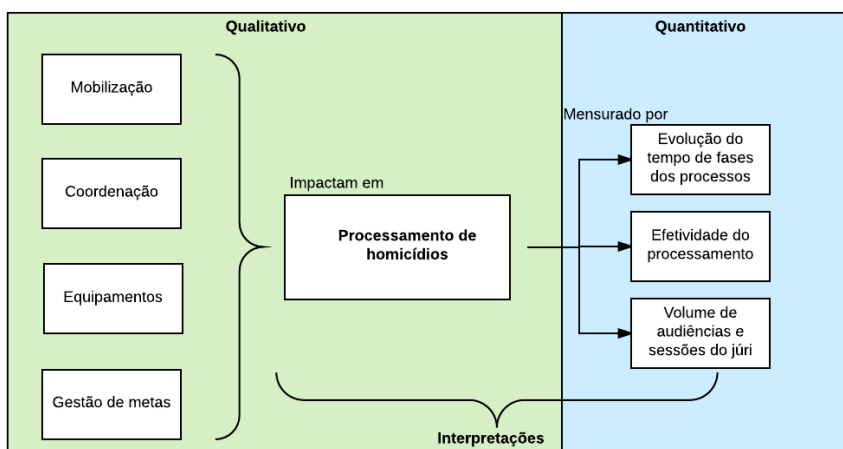 Qualitativo
Quantitativo
Mobilização
Coordenação
Equipamentos
Gestão de metas
Impactam em
Processamento de
homicídios
Mensurado por
Evolução do
tempo de fases
dos processos
Efetividade do
processamento
Volume de
audiências e
sessões do júri
Interpretações